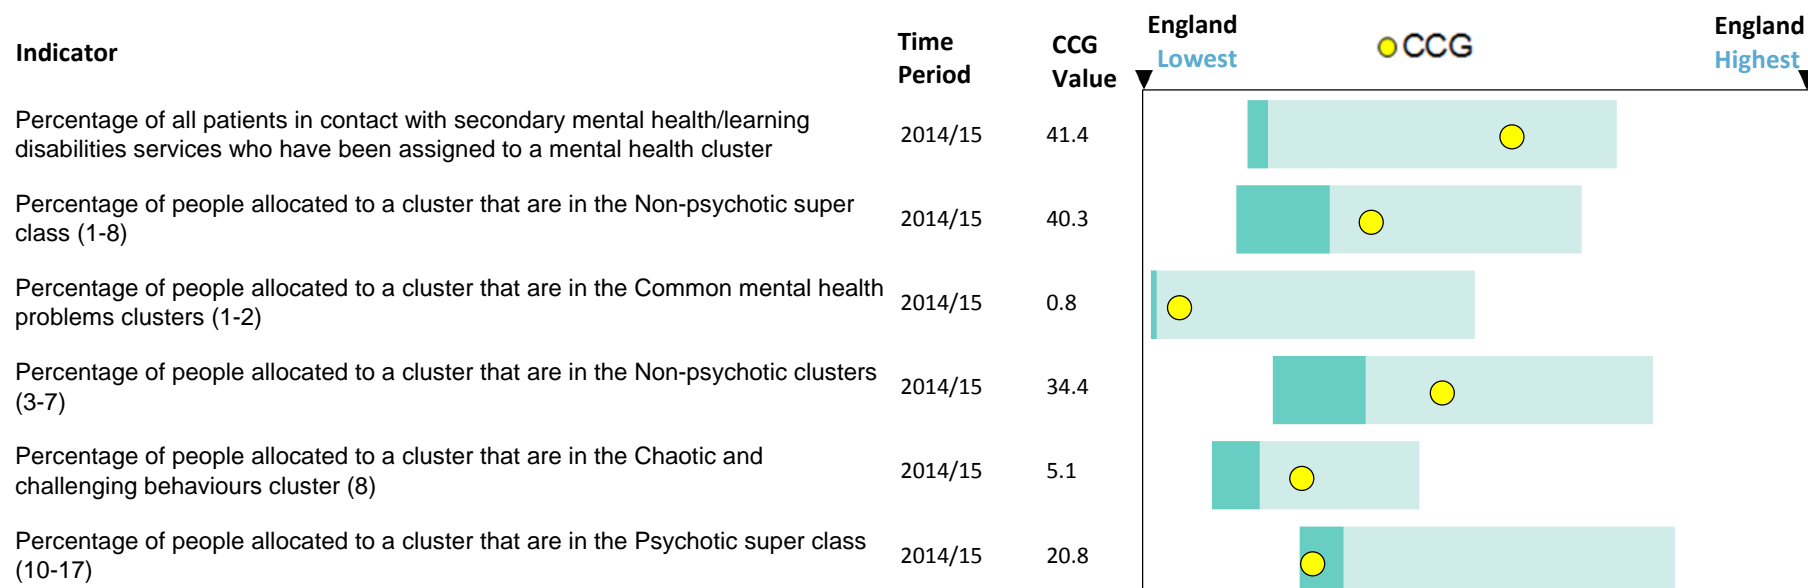 Indicator
Time Period
CCG Value
England Lowest
CCG
England Highest
Percentage of all patients in contact with secondary mental health/learning
disabilities services who have been assigned to a mental health cluster
2014/15
41.4
Percentage of people allocated to a cluster that are in the Non-psychotic super
class (1-8)
2014/15
40.3
Percentage of people allocated to a cluster that are in the Common mental health
problems clusters (1-2)
2014/15
0.8
Percentage of people allocated to a cluster that are in the Non-psychotic clusters
(3-7)
2014/15
34.4
Percentage of people allocated to a cluster that are in the Chaotic and
challenging behaviours cluster (8)
2014/15
5.1
Percentage of people allocated to a cluster that are in the Psychotic super class
(10-17)
2014/15
20.8